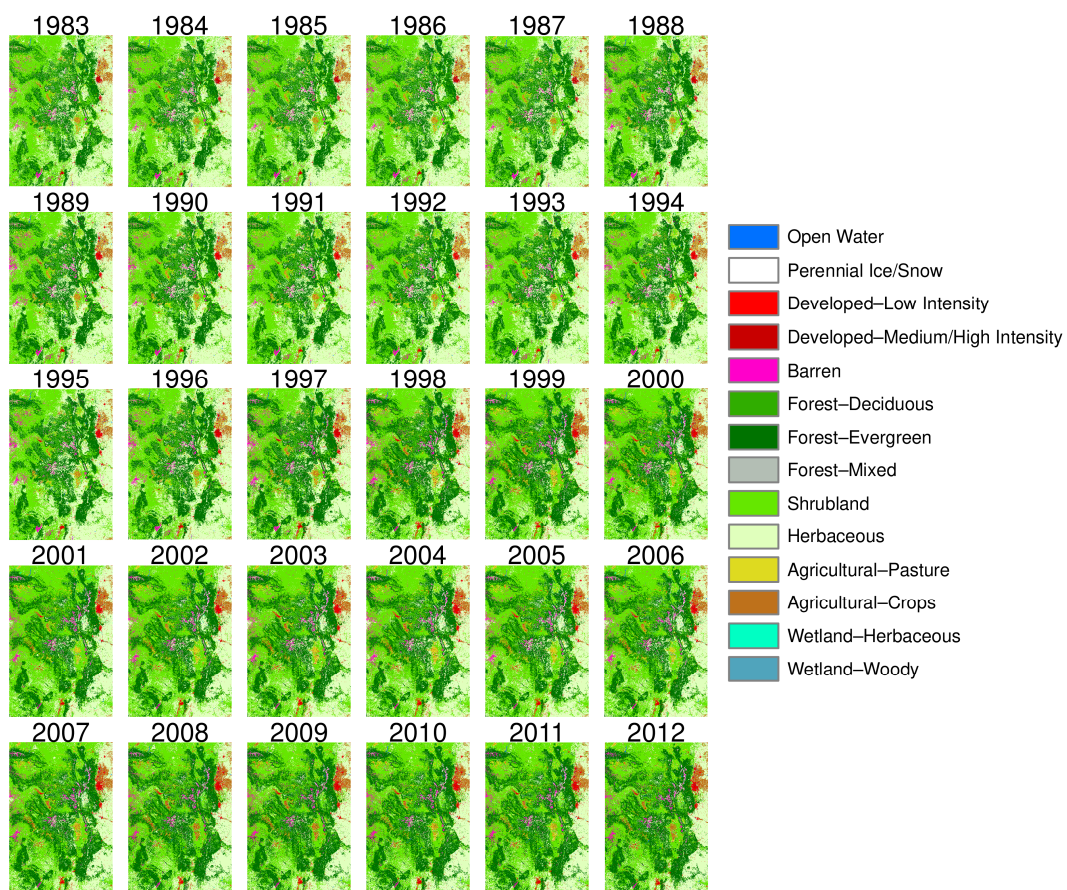 1983 1984 1985 1986 1987 1988
1989 1990 1991 1992 1993 1994
1995 1996 1997 1998 1999 2000
2001 2002 2003 2004 2005 2006
2007 2008 2009 2010 2011 2012
Open Water
Perennial Ice/Snow
Developed–Low Intensity
Developed–Medium/High Intensity
Barren
Forest–Deciduous
Forest–Evergreen
Forest–Mixed
Shrubland
Herbaceous
Agricultural–Pasture
Agricultural–Crops
Wetland–Herbaceous
Wetland–Woody